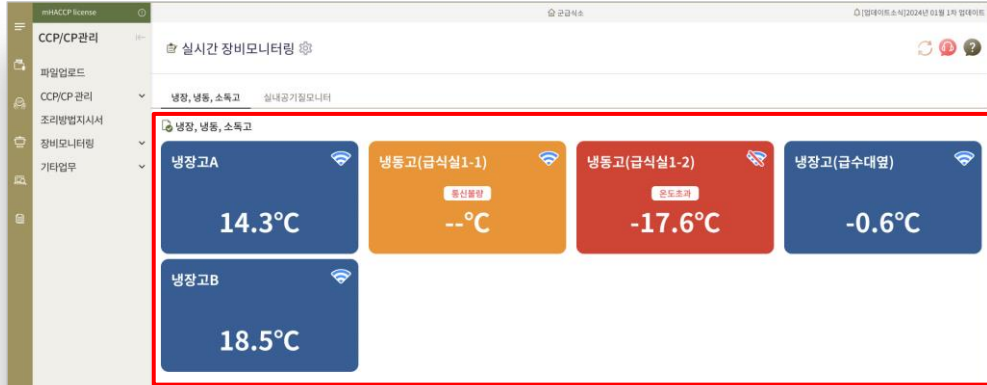 mHACCP license
군급식소
[업데이트소식]2024년 01월 1차 업데이트
CCP/CP관리
실시간 장비모니터링
파일업로드
CCP/CP 관리
조리방법지시서
장비모니터링
기타업무
냉장, 냉동, 소독고
실내공기질모니터
냉장, 냉동, 소독고
냉장고A
14.3°C
냉동고(급식실1-1)
통신불량
--°C
냉동고(급식실1-2)
온도초과
-17.6°C
냉장고(급수대옆)
-0.6°C
냉장고B
18.5°C